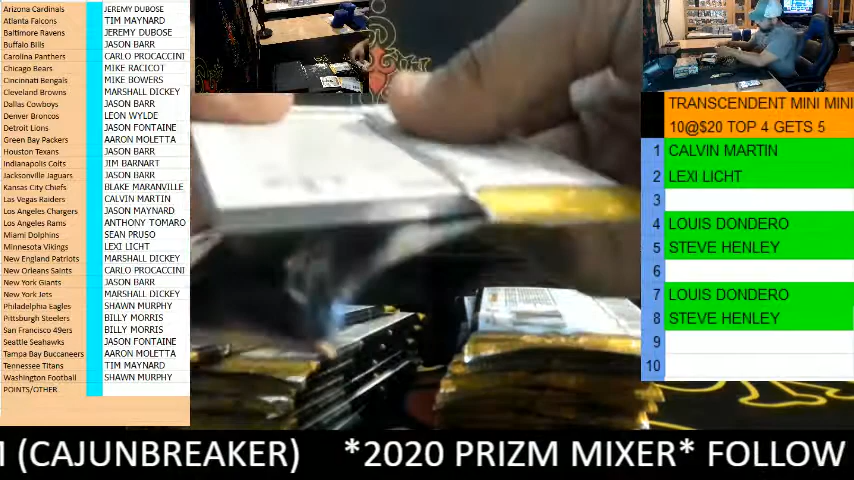 Arizona Cardinals JEREMY DUBOSE
Atlanta Falcons TIM MAYNARD
Baltimore Ravens JEREMY DUBOSE
Buffalo Bills JASON BARR
Carolina Panthers CARLO PROCACCINI
Chicago Bears MIKE RACICOT
Cincinnati Bengals MIKE BOWERS
Cleveland Browns MARSHALL DICKEY
Dallas Cowboys JASON BARR
Denver Broncos LEON WYLDE
Detroit Lions JASON FONTAINE
Green Bay Packers AARON MOLETTA
Houston Texans JASON BARR
Indianapolis Colts JIM BARNART
Jacksonville Jaguars JASON BARR
Kansas City Chiefs BLAKE MARANVILLE
Las Vegas Raiders CALVIN MARTIN
Los Angeles Chargers JASON MAYNARD
Los Angeles Rams ANTHONY TOMARO
Miami Dolphins SEAN PRUSO
Minnesota Vikings LEXI LICHT
New England Patriots MARSHALL DICKEY
New Orleans Saints CARLO PROCACCINI
New York Giants JASON BARR
New York Jets MARSHALL DICKEY
Philadelphia Eagles SHAWN MURPHY
Pittsburgh Steelers BILLY MORRIS
San Francisco 49ers BILLY MORRIS
Seattle Seahawks JASON FONTAINE
Tampa Bay Buccaneers AARON MOLETTA
Tennessee Titans TIM MAYNARD
Washington Football SHAWN MURPHY
POINTS/OTHER
TRANSCENDENT MINI MINI
10@$20 TOP 4 GETS 5
1 CALVIN MARTIN
2 LEXI LICHT
3
4 LOUIS DONDERO
5 STEVE HENLEY
6
7 LOUIS DONDERO
8 STEVE HENLEY
9
10
(CAJUNBREAKER) *2020 PRIZM MIXER* FOLLOW